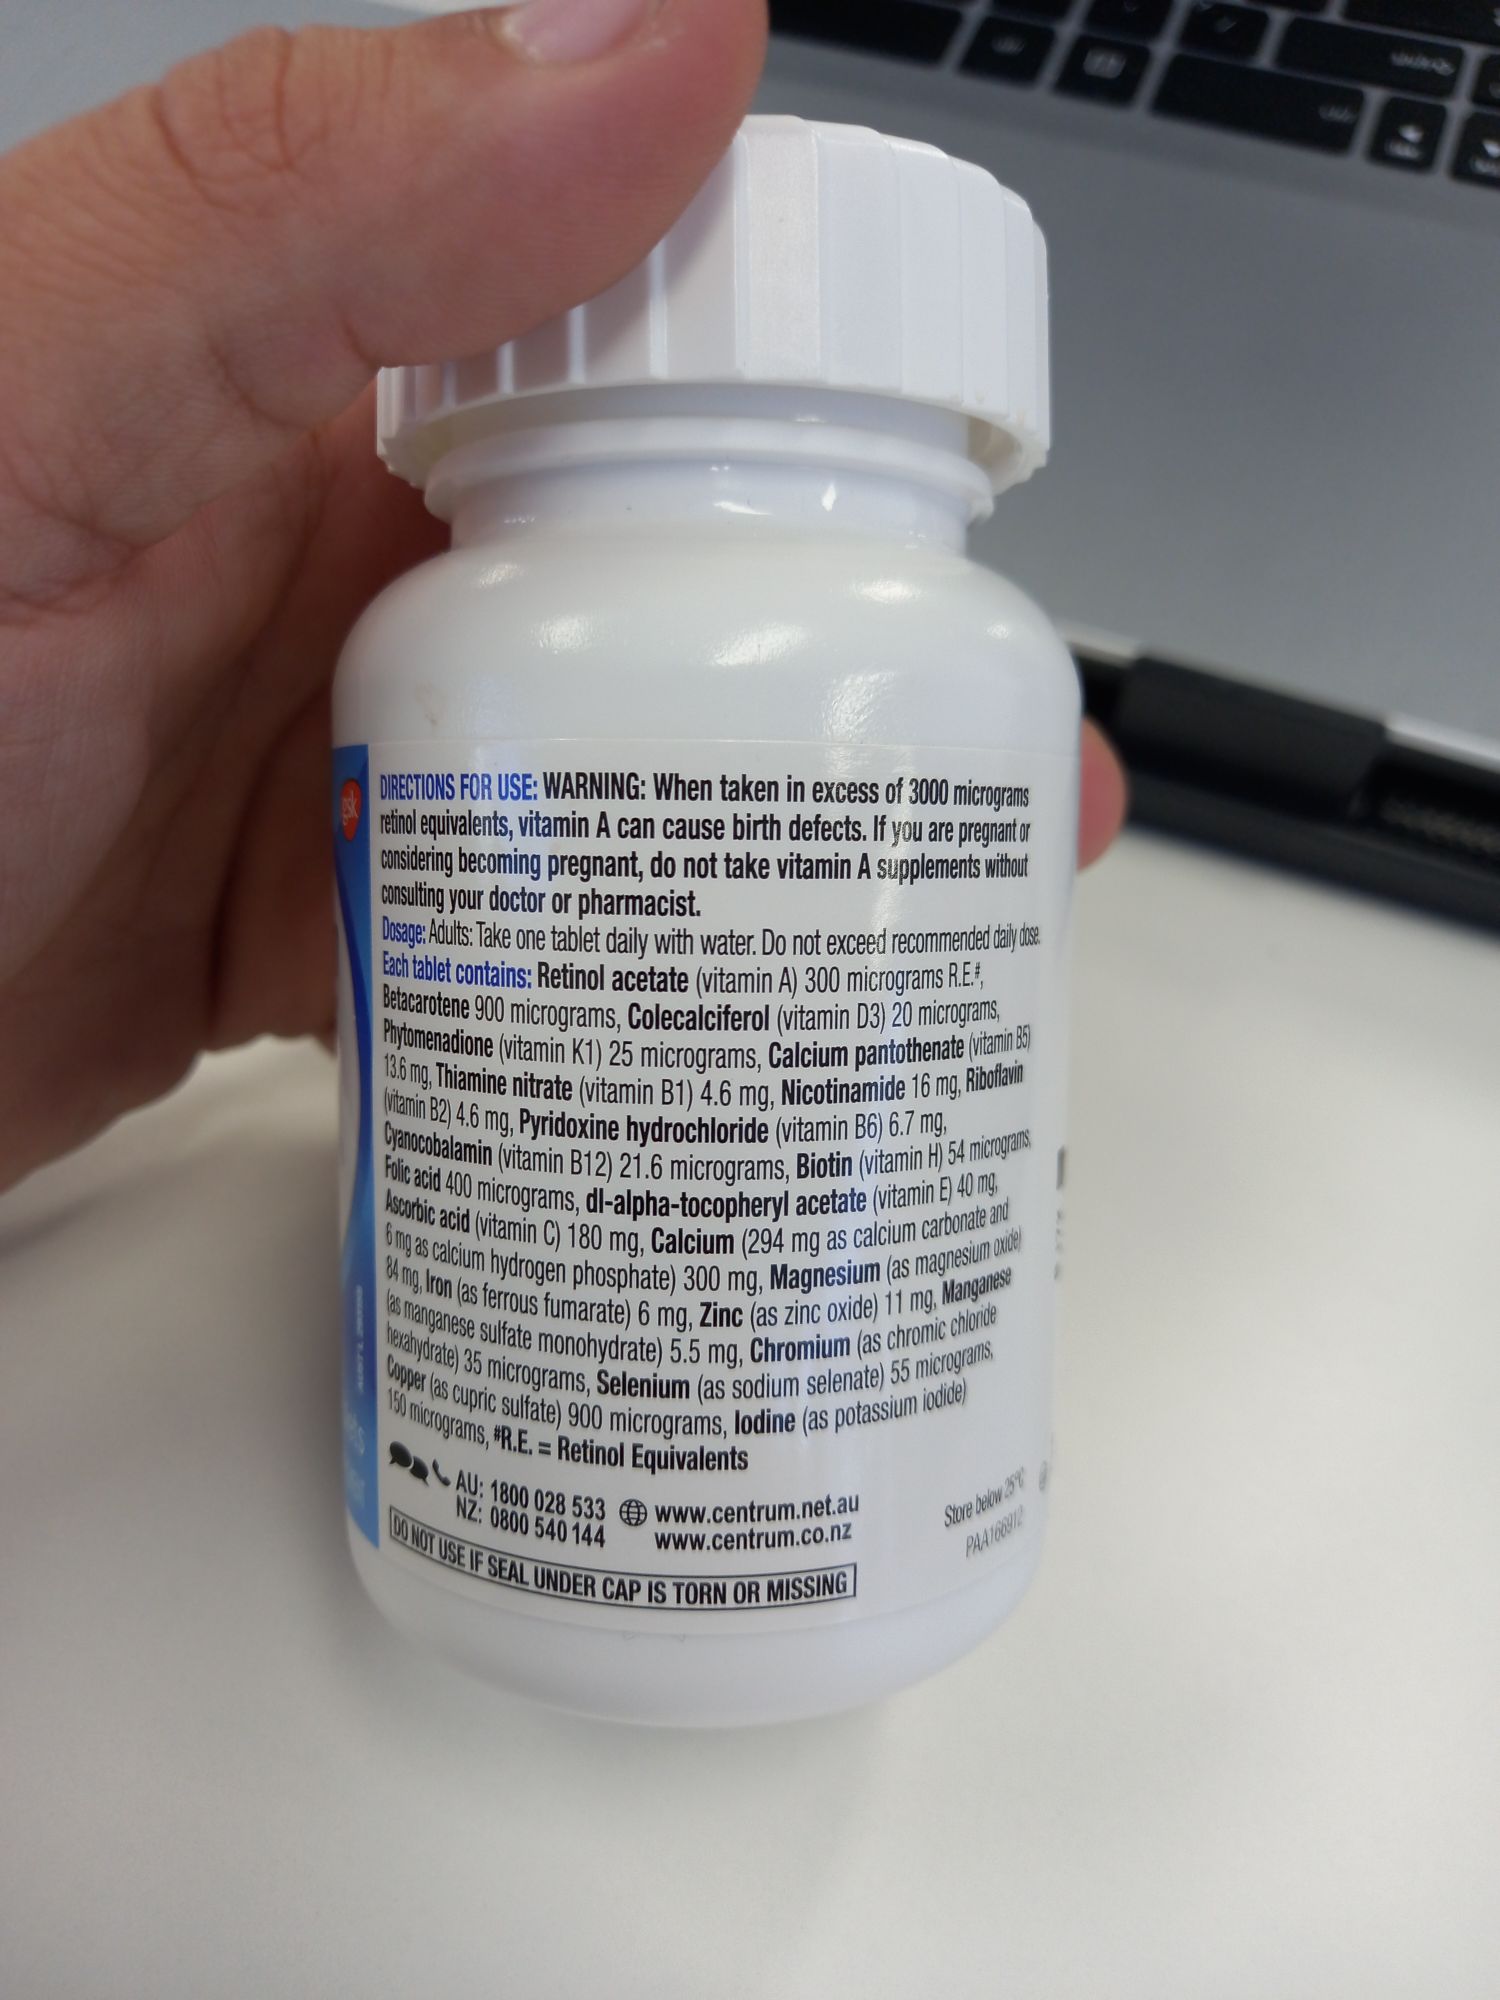 gsk
DIRECTIONS FOR USE: WARNING: When taken in excess of 3000 micrograms
retinol equivalents, vitamin A can cause birth defects. If you are pregnant or
considering becoming pregnant, do not take vitamin A supplements without
consulting your doctor or pharmacist.
Dosage: Adults: Take one tablet daily with water. Do not exceed recommended daily dose.
Each tablet contains: Retinol acetate (vitamin A) 300 micrograms R.E.#,
Betacarotene 900 micrograms, Colecalciferol (vitamin D3) 20 micrograms,
Phytomenadione (vitamin K1) 25 micrograms, Calcium pantothenate (vitamin B5)
13.6 mg, Thiamine nitrate (vitamin B1) 4.6 mg, Nicotinamide 16 mg, Riboflavin
(vitamin B2) 4.6 mg, Pyridoxine hydrochloride (vitamin B6) 6.7 mg,
Cyanocobalamin (vitamin B12) 21.6 micrograms, Biotin (vitamin H) 54 micrograms,
Folic acid 400 micrograms, dl-alpha-tocopheryl acetate (vitamin E) 40 mg,
Ascorbic acid (vitamin C) 180 mg, Calcium (294 mg as calcium carbonate and
6 mg as calcium hydrogen phosphate) 300 mg, Magnesium (as magnesium oxide)
84 mg, Iron (as ferrous fumarate) 6 mg, Zinc (as zinc oxide) 11 mg, Manganese
(as manganese sulfate monohydrate) 5.5 mg, Chromium (as chromic chloride
hexahydrate) 35 micrograms, Selenium (as sodium selenate) 55 micrograms,
Copper (as cupric sulfate) 900 micrograms, Iodine (as potassium iodide)
150 micrograms, #R.E. = Retinol Equivalents
AU: 1800 028 533 www.centrum.net.au
NZ: 0800 540 144 www.centrum.co.nz
Store below 25°C
PAA166912
DO NOT USE IF SEAL UNDER CAP IS TORN OR MISSING